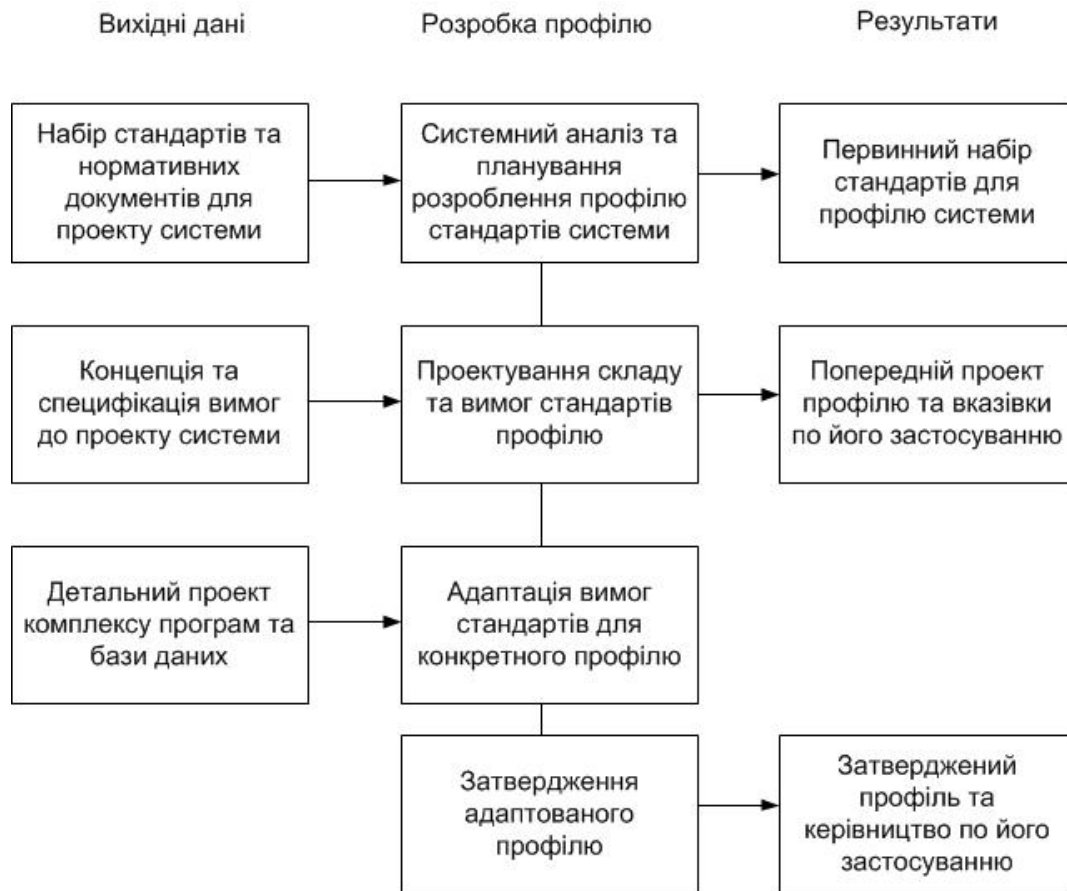 Вихідні дані
Розробка профілю
Результати
Набір стандартів та
нормативних
документів для
проекту системи
Системний аналіз та
планування
розроблення профілю
стандартів системи
Первинний набір
стандартів для
профілю системи
Концепція та
специфікація вимог
до проекту системи
Проектування складу
та вимог стандартів
профілю
Попередній проект
профілю та вказівки
по його застосуванню
Детальний проект
комплексу програм та
бази даних
Адаптація вимог
стандартів для
конкретного профілю
Затвердження
адаптованого
профілю
Затверджений
профіль та
керівництво по його
застосуванню